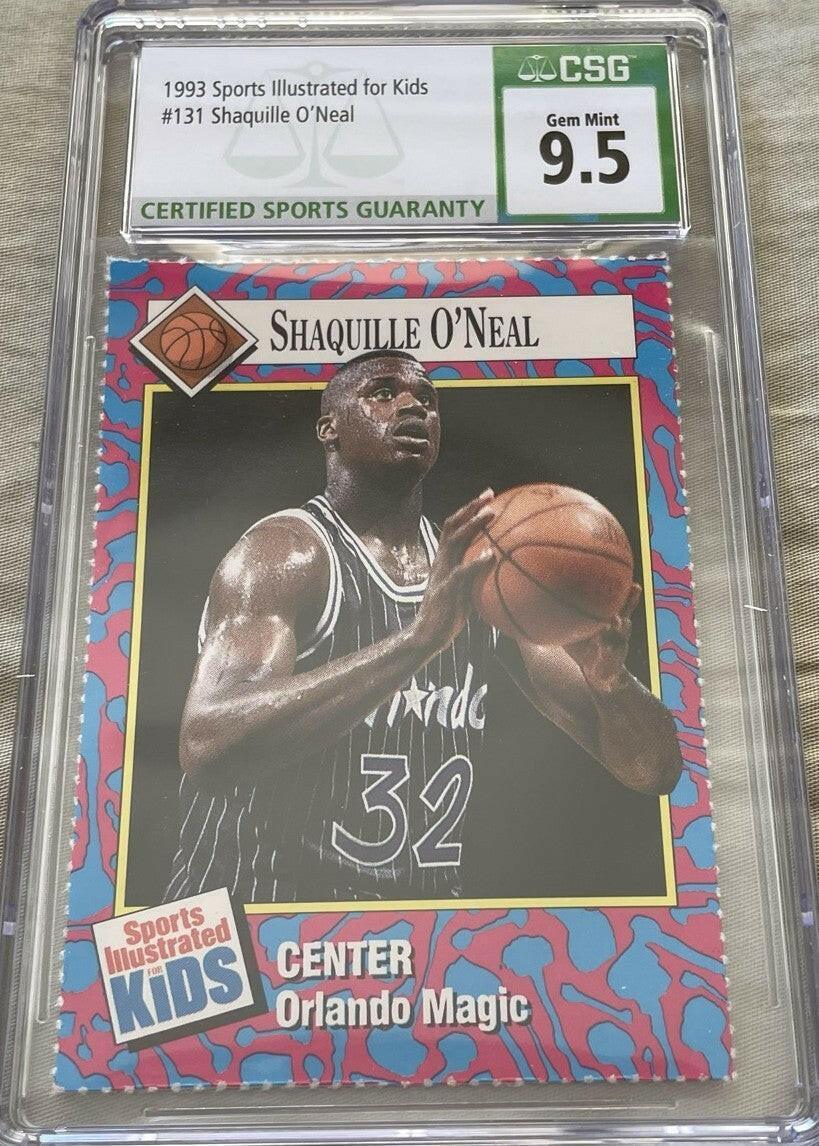 1993 Sports Illustrated for Kids
#131 Shaquille O'Neal
CERTIFIED SPORTS GUARANTY
CSG
Gem Mint
9.5
SHAQUILLE O'NEAL
32
Sports
Illustrated
FOR
KiDS
CENTER
Orlando Magic